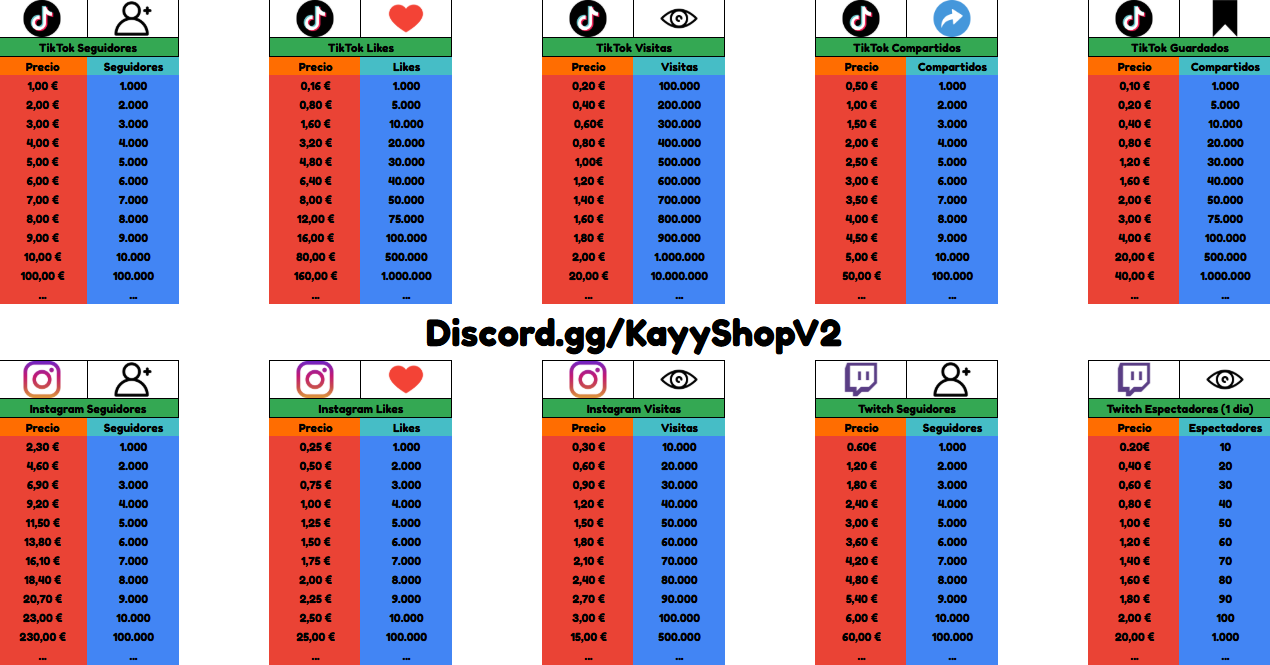 TikTok Seguidores
Precio Seguidores
1,00 € 1.000
2,00 € 2.000
3,00 € 3.000
4,00 € 4.000
5,00 € 5.000
6,00 € 6.000
7,00 € 7.000
8,00 € 8.000
9,00 € 9.000
10,00 € 10.000
100,00 € 100.000
... ...
TikTok Likes
Precio Likes
0,16 € 1.000
0,80 € 5.000
1,60 € 10.000
3,20 € 20.000
4,80 € 30.000
6,40 € 40.000
8,00 € 50.000
12,00 € 75.000
16,00 € 100.000
80,00 € 500.000
160,00 € 1.000.000
... ...
TikTok Visitas
Precio Visitas
0,20 € 100.000
0,40 € 200.000
0,60€ 300.000
0,80 € 400.000
1,00€ 500.000
1,20 € 600.000
1,40 € 700.000
1,60 € 800.000
1,80 € 900.000
2,00 € 1.000.000
20,00 € 10.000.000
... ...
TikTok Compartidos
Precio Compartidos
0,50 € 1.000
1,00 € 2.000
1,50 € 3.000
2,00 € 4.000
2,50 € 5.000
3,00 € 6.000
3,50 € 7.000
4,00 € 8.000
4,50 € 9.000
5,00 € 10.000
50,00 € 100.000
... ...
TikTok Guardados
Precio Compartidos
0,10 € 1.000
0,20 € 5.000
0,40 € 10.000
0,80 € 20.000
1,20 € 30.000
1,60 € 40.000
2,00 € 50.000
3,00 € 75.000
4,00 € 100.000
20,00 € 500.000
40,00 € 1.000.000
... ...
Discord.gg/KayyShopV2
Instagram Seguidores
Precio Seguidores
2,30 € 1.000
4,60 € 2.000
6,90 € 3.000
9,20 € 4.000
11,50 € 5.000
13,80 € 6.000
16,10 € 7.000
18,40 € 8.000
20,70 € 9.000
23,00 € 10.000
230,00 € 100.000
... ...
Instagram Likes
Precio Likes
0,25 € 1.000
0,50 € 2.000
0,75 € 3.000
1,00 € 4.000
1,25 € 5.000
1,50 € 6.000
1,75 € 7.000
2,00 € 8.000
2,25 € 9.000
2,50 € 10.000
25,00 € 100.000
... ...
Instagram Visitas
Precio Visitas
0,30 € 10.000
0,60 € 20.000
0,90 € 30.000
1,20 € 40.000
1,50 € 50.000
1,80 € 60.000
2,10 € 70.000
2,40 € 80.000
2,70 € 90.000
3,00 € 100.000
15,00 € 500.000
... ...
Twitch Seguidores
Precio Seguidores
0.60€ 1.000
1,20 € 2.000
1,80 € 3.000
2,40 € 4.000
3,00 € 5.000
3,60 € 6.000
4,20 € 7.000
4,80 € 8.000
5,40 € 9.000
6,00 € 10.000
60,00 € 100.000
... ...
Twitch Espectadores (1 dia)
Precio Espectadores
0.20€ 10
0,40 € 20
0,60 € 30
0,80 € 40
1,00 € 50
1,20 € 60
1,40 € 70
1,60 € 80
1,80 € 90
2,00 € 100
20,00 € 1.000
... ...